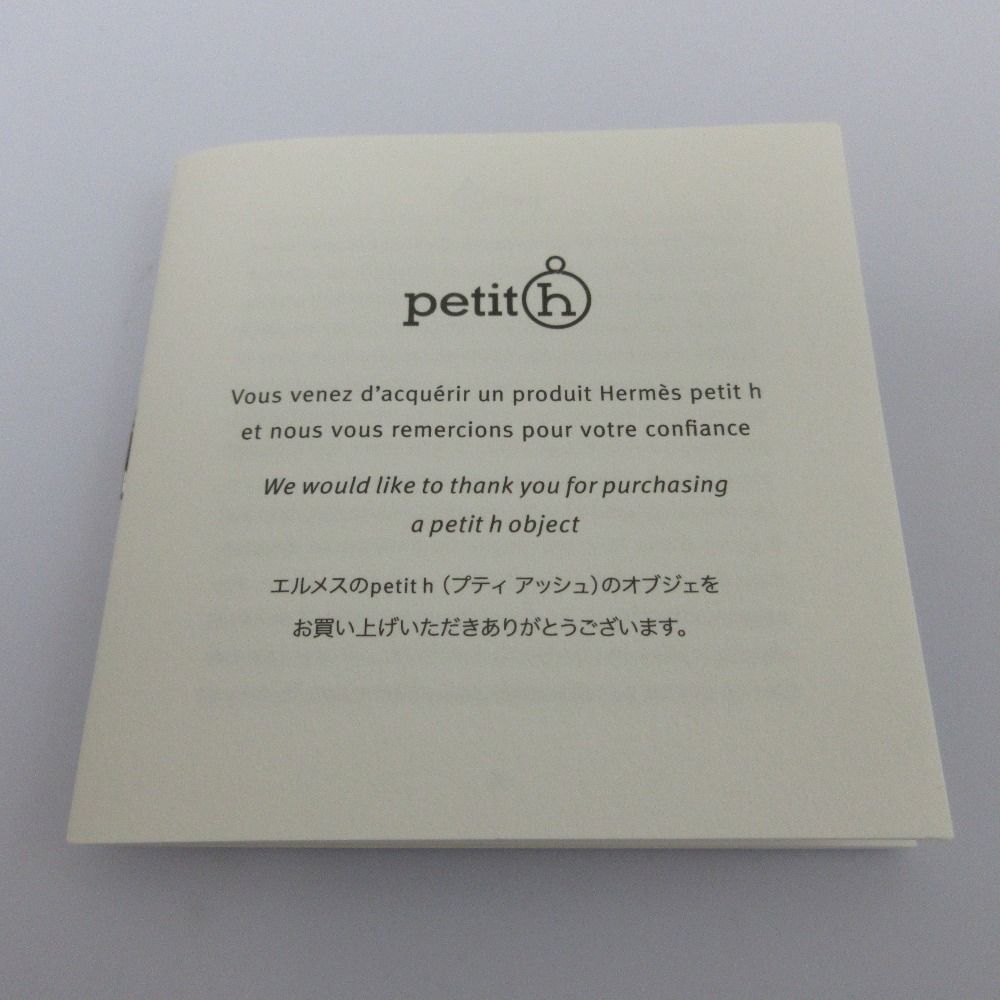 petit h
Vous venez d'acquérir un produit Hermès petit h
et nous vous remercions pour votre confiance
We would like to thank you for purchasing
a petit h object
エルメスのpetit h（プティ アッシュ）のオブジェを
お買い上げいただきありがとうございます。